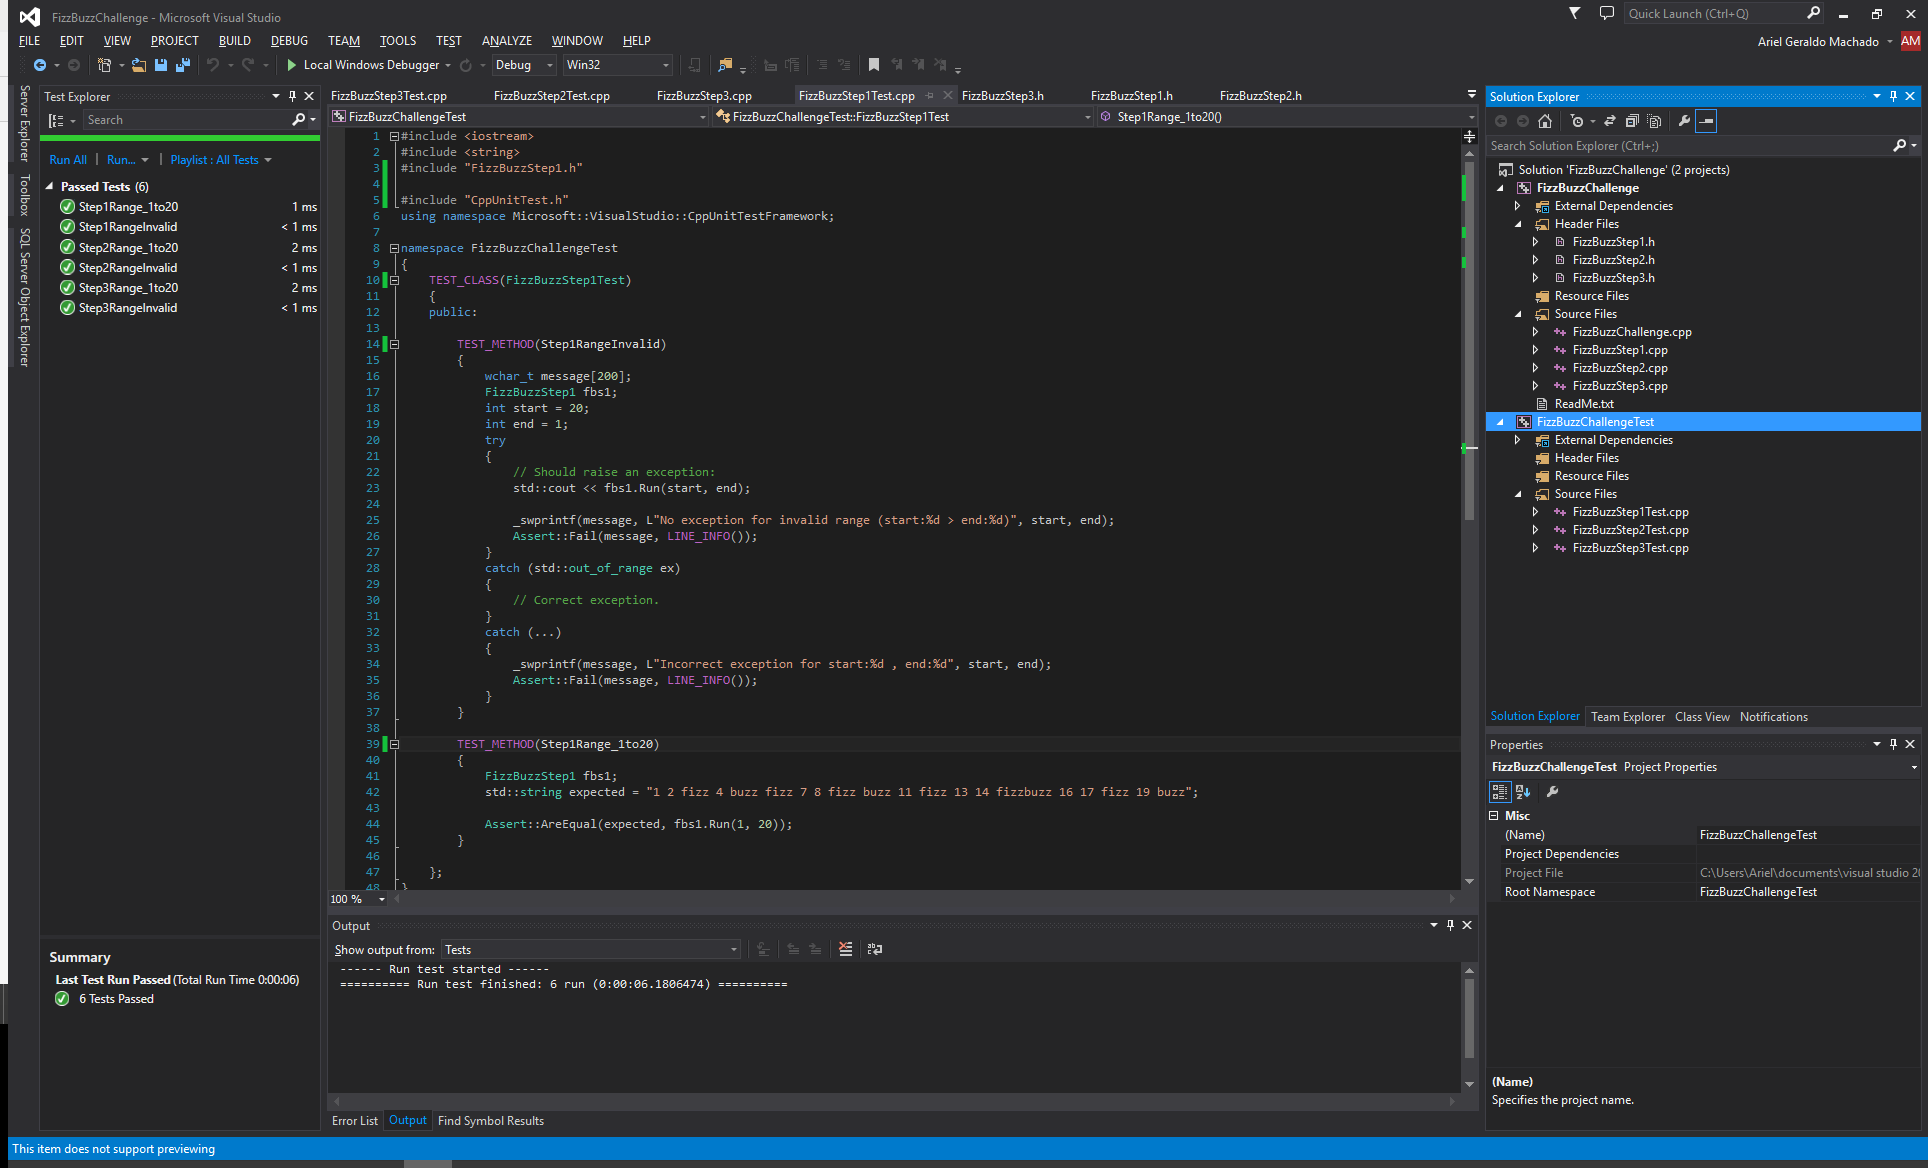 FizzBuzzChallenge - Microsoft Visual Studio
Quick Launch (Ctrl+Q)
FILE EDIT VIEW PROJECT BUILD DEBUG TEAM TOOLS TEST ANALYZE WINDOW HELP
Ariel Geraldo Machado AM
Local Windows Debugger Debug Win32
Server Explorer
Toolbox
SQL Server Object Explorer
Test Explorer
Search
Run All | Run... | Playlist : All Tests
Passed Tests (6)
Step1Range_1to20 1 ms
Step1RangeInvalid < 1 ms
Step2Range_1to20 2 ms
Step2RangeInvalid < 1 ms
Step3Range_1to20 2 ms
Step3RangeInvalid < 1 ms
Summary
Last Test Run Passed (Total Run Time 0:00:06)
6 Tests Passed
FizzBuzzStep3Test.cpp FizzBuzzStep2Test.cpp FizzBuzzStep3.cpp FizzBuzzStep1Test.cpp FizzBuzzStep3.h FizzBuzzStep1.h FizzBuzzStep2.h
FizzBuzzChallengeTest FizzBuzzChallengeTest::FizzBuzzStep1Test Step1Range_1to20()
1 #include <iostream>
2 #include <string>
3 #include "FizzBuzzStep1.h"
4
5 #include "CppUnitTest.h"
6 using namespace Microsoft::VisualStudio::CppUnitTestFramework;
7
8 namespace FizzBuzzChallengeTest
9 {
10 TEST_CLASS(FizzBuzzStep1Test)
11 {
12 public:
13
14 TEST_METHOD(Step1RangeInvalid)
15 {
16 wchar_t message[200];
17 FizzBuzzStep1 fbs1;
18 int start = 20;
19 int end = 1;
20 try
21 {
22 // Should raise an exception:
23 std::cout << fbs1.Run(start, end);
24
25 _swprintf(message, L"No exception for invalid range (start:%d > end:%d)", start, end);
26 Assert::Fail(message, LINE_INFO());
27 }
28 catch (std::out_of_range ex)
29 {
30 // Correct exception.
31 }
32 catch (...)
33 {
34 _swprintf(message, L"Incorrect exception for start:%d , end:%d", start, end);
35 Assert::Fail(message, LINE_INFO());
36 }
37 }
38
39 TEST_METHOD(Step1Range_1to20)
40 {
41 FizzBuzzStep1 fbs1;
42 std::string expected = "1 2 fizz 4 buzz fizz 7 8 fizz buzz 11 fizz 13 14 fizzbuzz 16 17 fizz 19 buzz";
43
44 Assert::AreEqual(expected, fbs1.Run(1, 20));
45 }
46
47 };
48 }
100 %
Output
Show output from: Tests
------ Run test started ------
========== Run test finished: 6 run (0:00:06.1806474) ==========
Error List Output Find Symbol Results
Solution Explorer
Search Solution Explorer (Ctrl+;)
Solution 'FizzBuzzChallenge' (2 projects)
FizzBuzzChallenge
External Dependencies
Header Files
FizzBuzzStep1.h
FizzBuzzStep2.h
FizzBuzzStep3.h
Resource Files
Source Files
FizzBuzzChallenge.cpp
FizzBuzzStep1.cpp
FizzBuzzStep2.cpp
FizzBuzzStep3.cpp
ReadMe.txt
FizzBuzzChallengeTest
External Dependencies
Header Files
Resource Files
Source Files
FizzBuzzStep1Test.cpp
FizzBuzzStep2Test.cpp
FizzBuzzStep3Test.cpp
Solution Explorer Team Explorer Class View Notifications
Properties
FizzBuzzChallengeTest Project Properties
Misc
(Name) FizzBuzzChallengeTest
Project Dependencies
Project File C:\Users\Ariel\documents\visual studio 20
Root Namespace FizzBuzzChallengeTest
(Name)
Specifies the project name.
This item does not support previewing